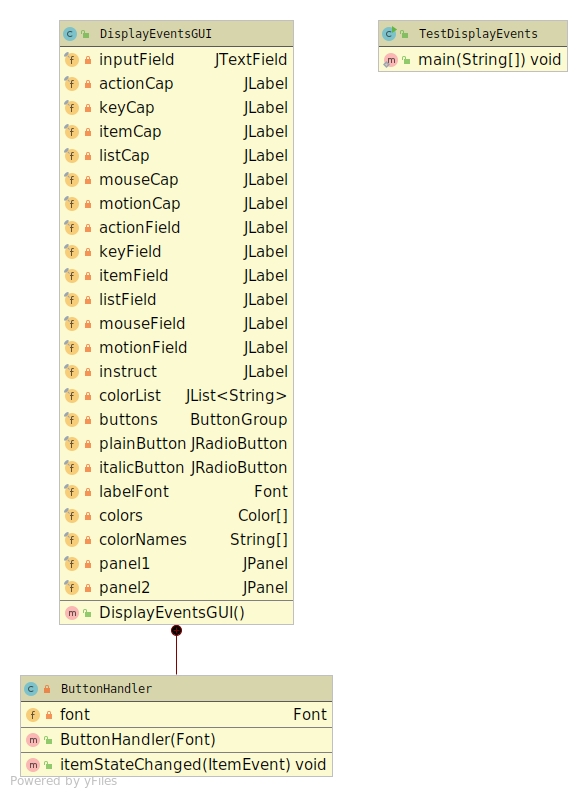 DisplayEventsGUI
inputField JTextField
actionCap JLabel
keyCap JLabel
itemCap JLabel
listCap JLabel
mouseCap JLabel
motionCap JLabel
actionField JLabel
keyField JLabel
itemField JLabel
listField JLabel
mouseField JLabel
motionField JLabel
instruct JLabel
colorList JList<String>
buttons ButtonGroup
plainButton JRadioButton
italicButton JRadioButton
labelFont Font
colors Color[]
colorNames String[]
panel1 JPanel
panel2 JPanel
DisplayEventsGUI()
TestDisplayEvents
main(String[]) void
ButtonHandler
font Font
ButtonHandler(Font)
itemStateChanged(ItemEvent) void
Powered by yFiles